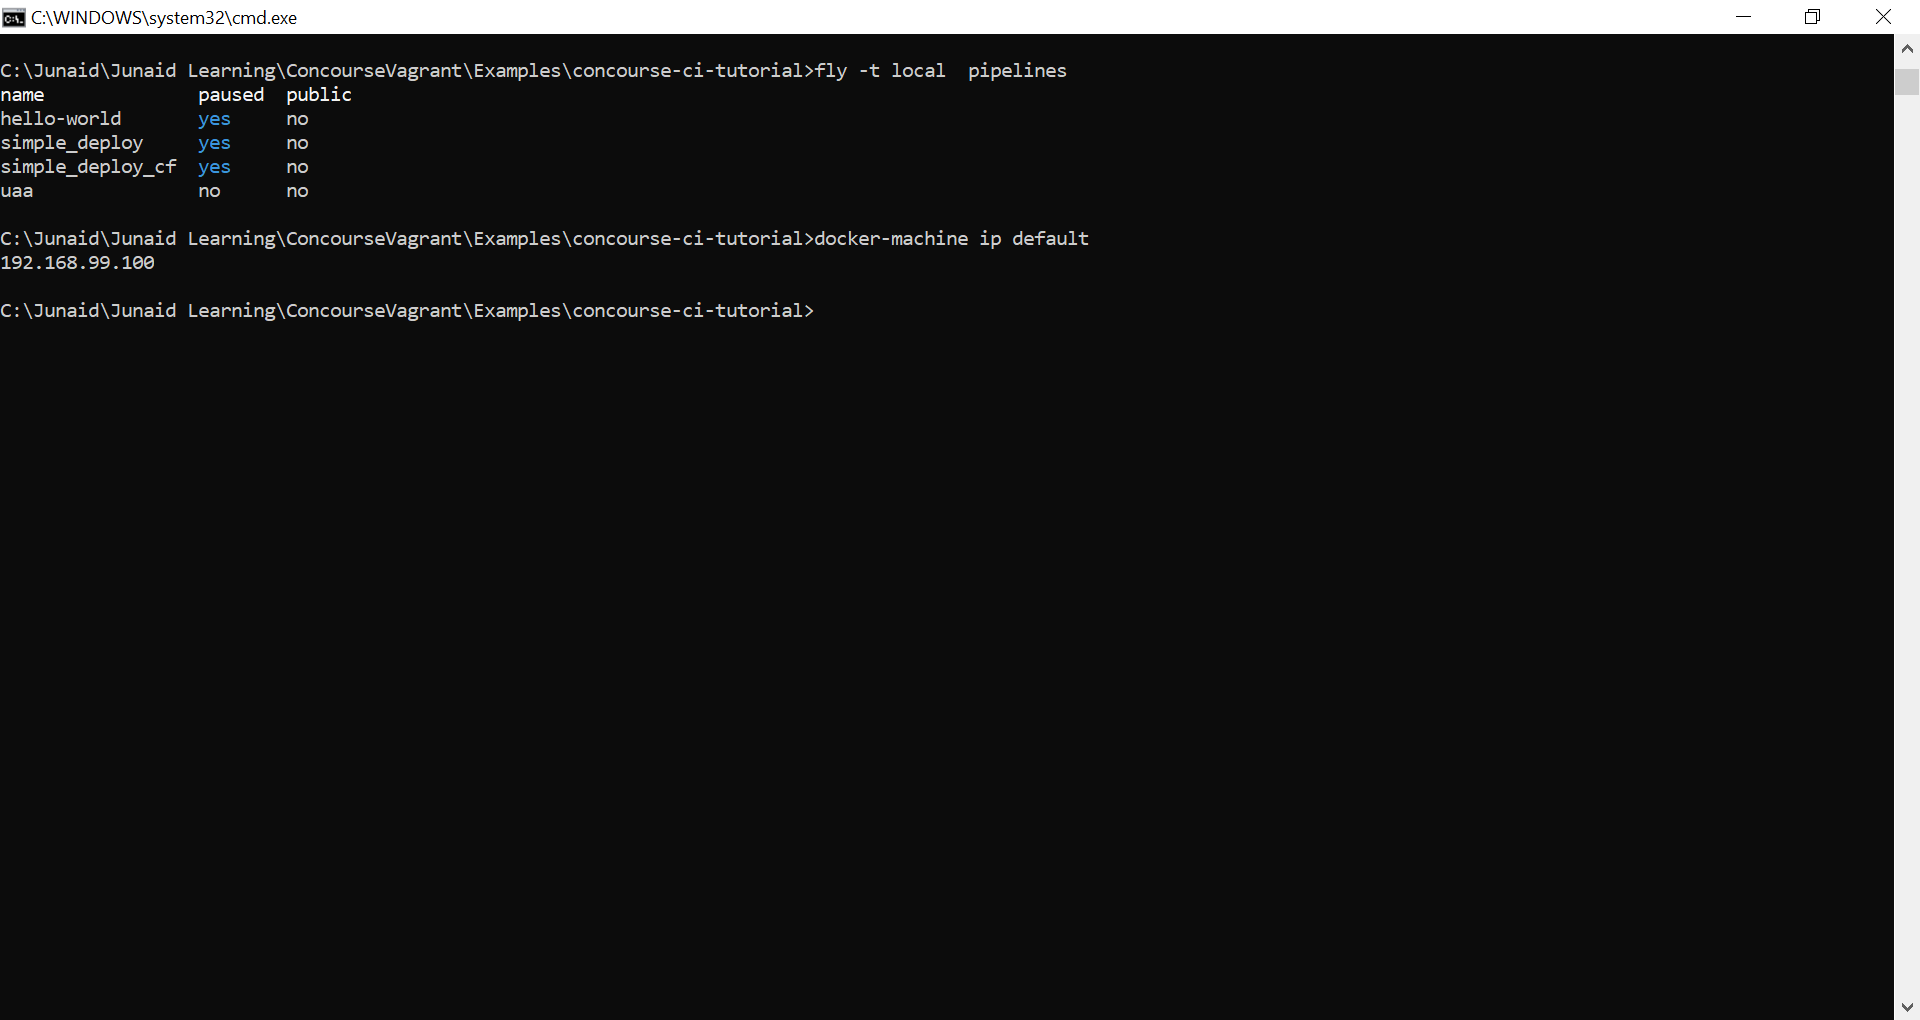 C:\WINDOWS\system32\cmd.exe
C:\Junaid\Junaid Learning\ConcourseVagrant\Examples\concourse-ci-tutorial>fly -t local  pipelines
name              paused  public
hello-world       yes     no
simple_deploy     yes     no
simple_deploy_cf  yes     no
uaa               no      no
C:\Junaid\Junaid Learning\ConcourseVagrant\Examples\concourse-ci-tutorial>docker-machine ip default
192.168.99.100
C:\Junaid\Junaid Learning\ConcourseVagrant\Examples\concourse-ci-tutorial>